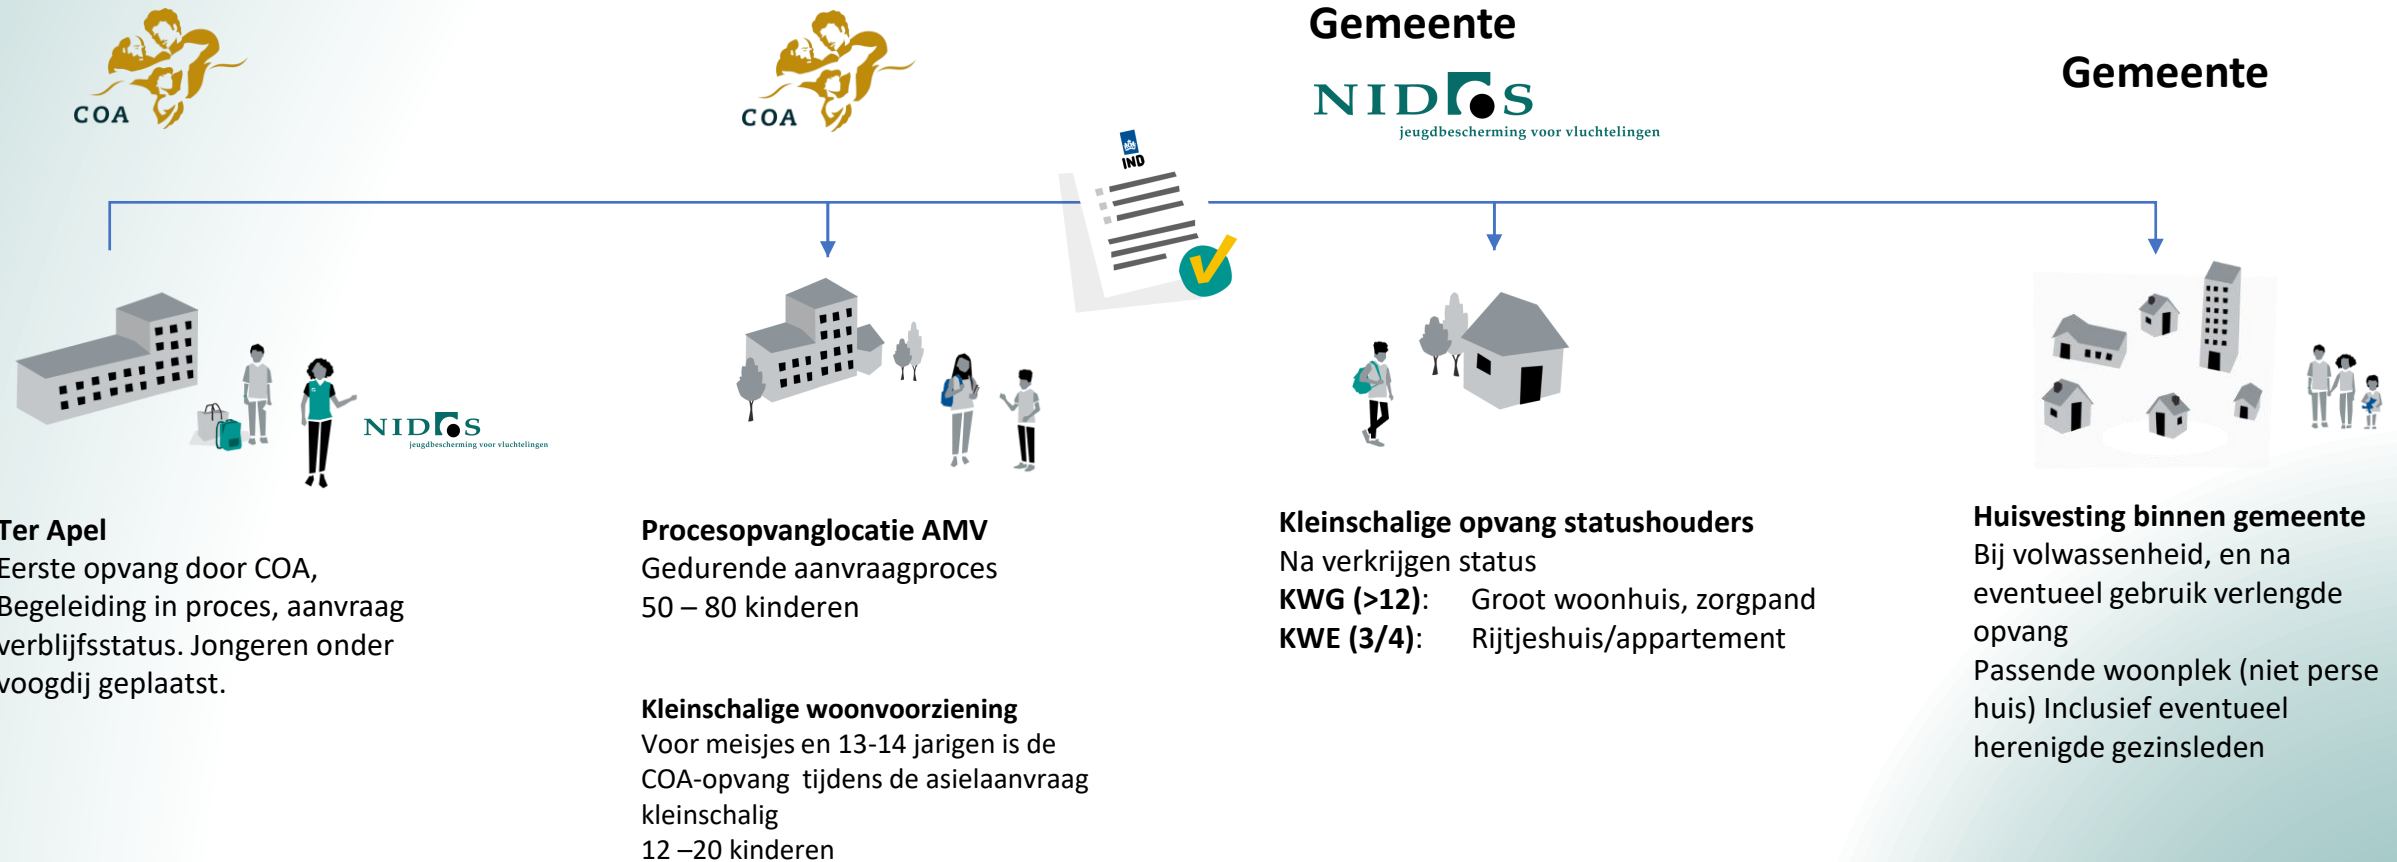 COA
COA
Gemeente
NIDOS
jeugdbescherming voor vluchtelingen
Gemeente
IND
NIDOS
jeugdbescherming voor vluchtelingen
Ter Apel
Eerste opvang door COA,
Begeleiding in proces, aanvraag
verblijfsstatus. Jongeren onder
voogdij geplaatst.
Procesopvanglocatie AMV
Gedurende aanvraagproces
50 – 80 kinderen
Kleinschalige woonvoorziening
Voor meisjes en 13-14 jarigen is de
COA-opvang tijdens de asielaanvraag
kleinschalig
12 –20 kinderen
Kleinschalige opvang statushouders
Na verkrijgen status
KWG (>12): Groot woonhuis, zorgpand
KWE (3/4): Rijtjeshuis/appartement
Huisvesting binnen gemeente
Bij volwassenheid, en na
eventueel gebruik verlengde
opvang
Passende woonplek (niet perse
huis) Inclusief eventueel
herenigde gezinsleden